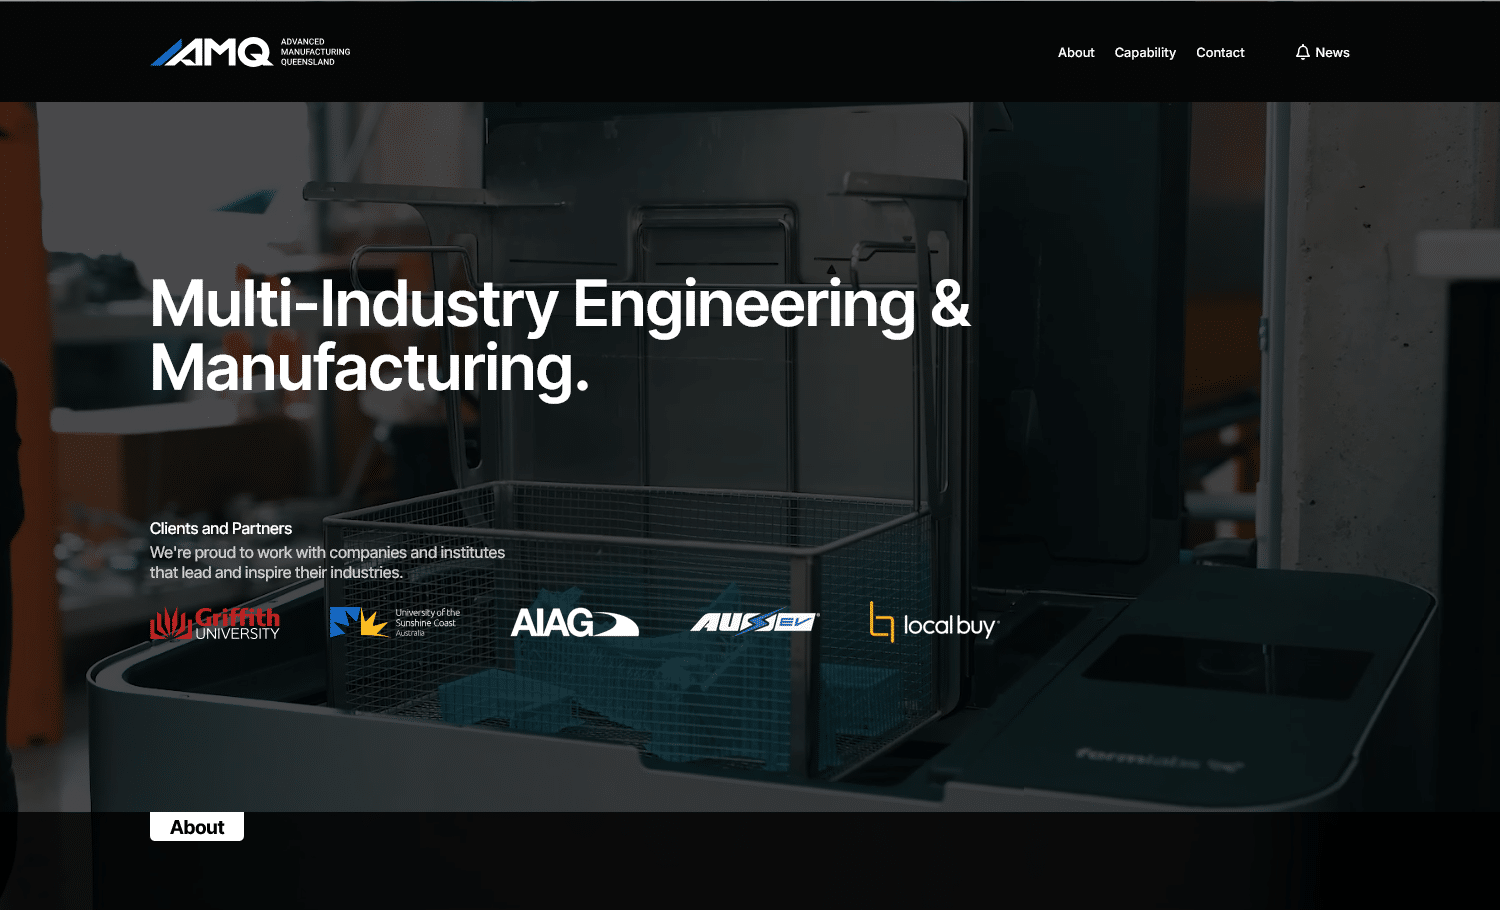 AMQ
ADVANCED
MANUFACTURING
QUEENSLAND
About
Capability
Contact
News
Multi-Industry Engineering &
Manufacturing.
Clients and Partners
We're proud to work with companies and institutes
that lead and inspire their industries.
Griffith
UNIVERSITY
University of the
Sunshine Coast
Australia
AIAG
AUSSEV
local buy
formlabs
About